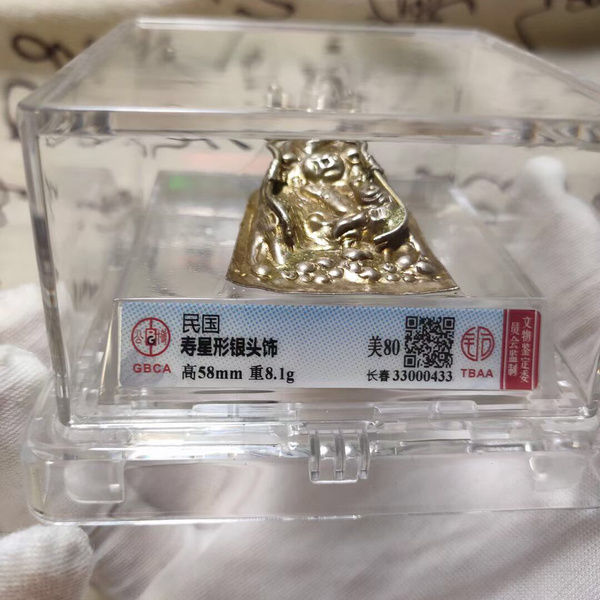 民国
寿星形银头饰
高58mm 重8.1g
GBCA
美80
长春 33000433
TBAA
文物鉴定委
员会监制